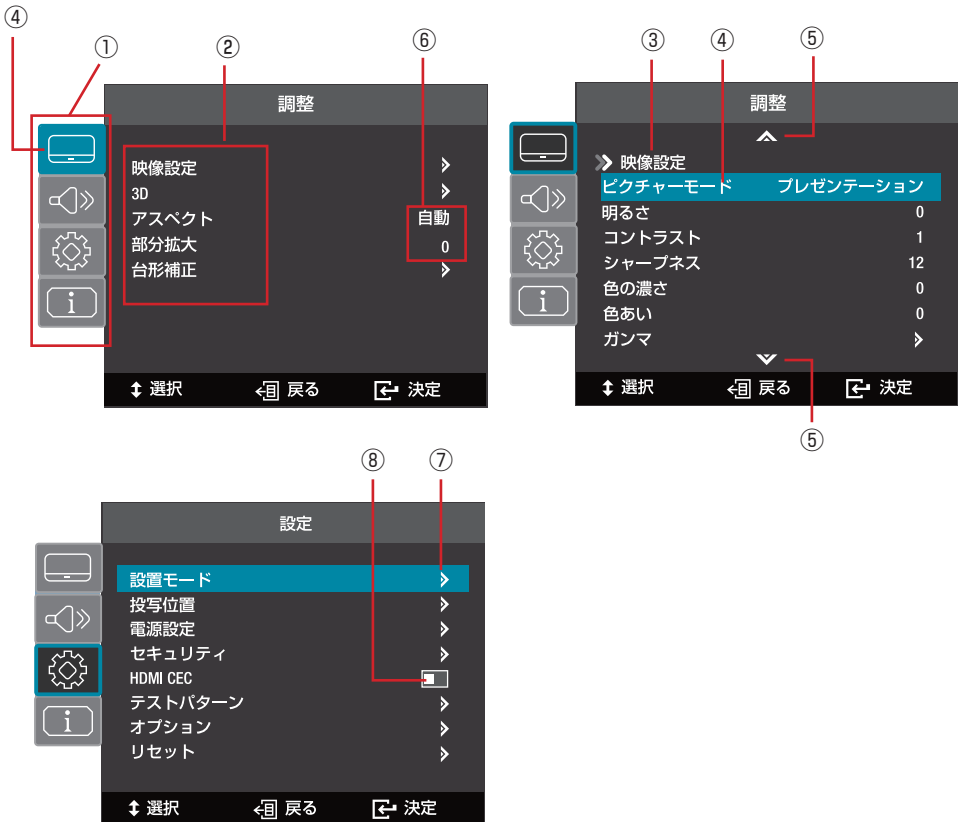 ④
①
②
⑥
調整
映像設定
3D
アスペクト 自動
部分拡大 0
台形補正
i
選択 戻る 決定
③
④
⑤
調整
⑤
映像設定
ピクチャーモード プレゼンテーション
明るさ 0
コントラスト 1
シャープネス 12
色の濃さ 0
色あい 0
ガンマ
i
選択 戻る 決定
④
⑤
⑧
⑦
設定
設置モード
投写位置
電源設定
セキュリティ
HDMI CEC
テストパターン
オプション
リセット
i
選択 戻る 決定